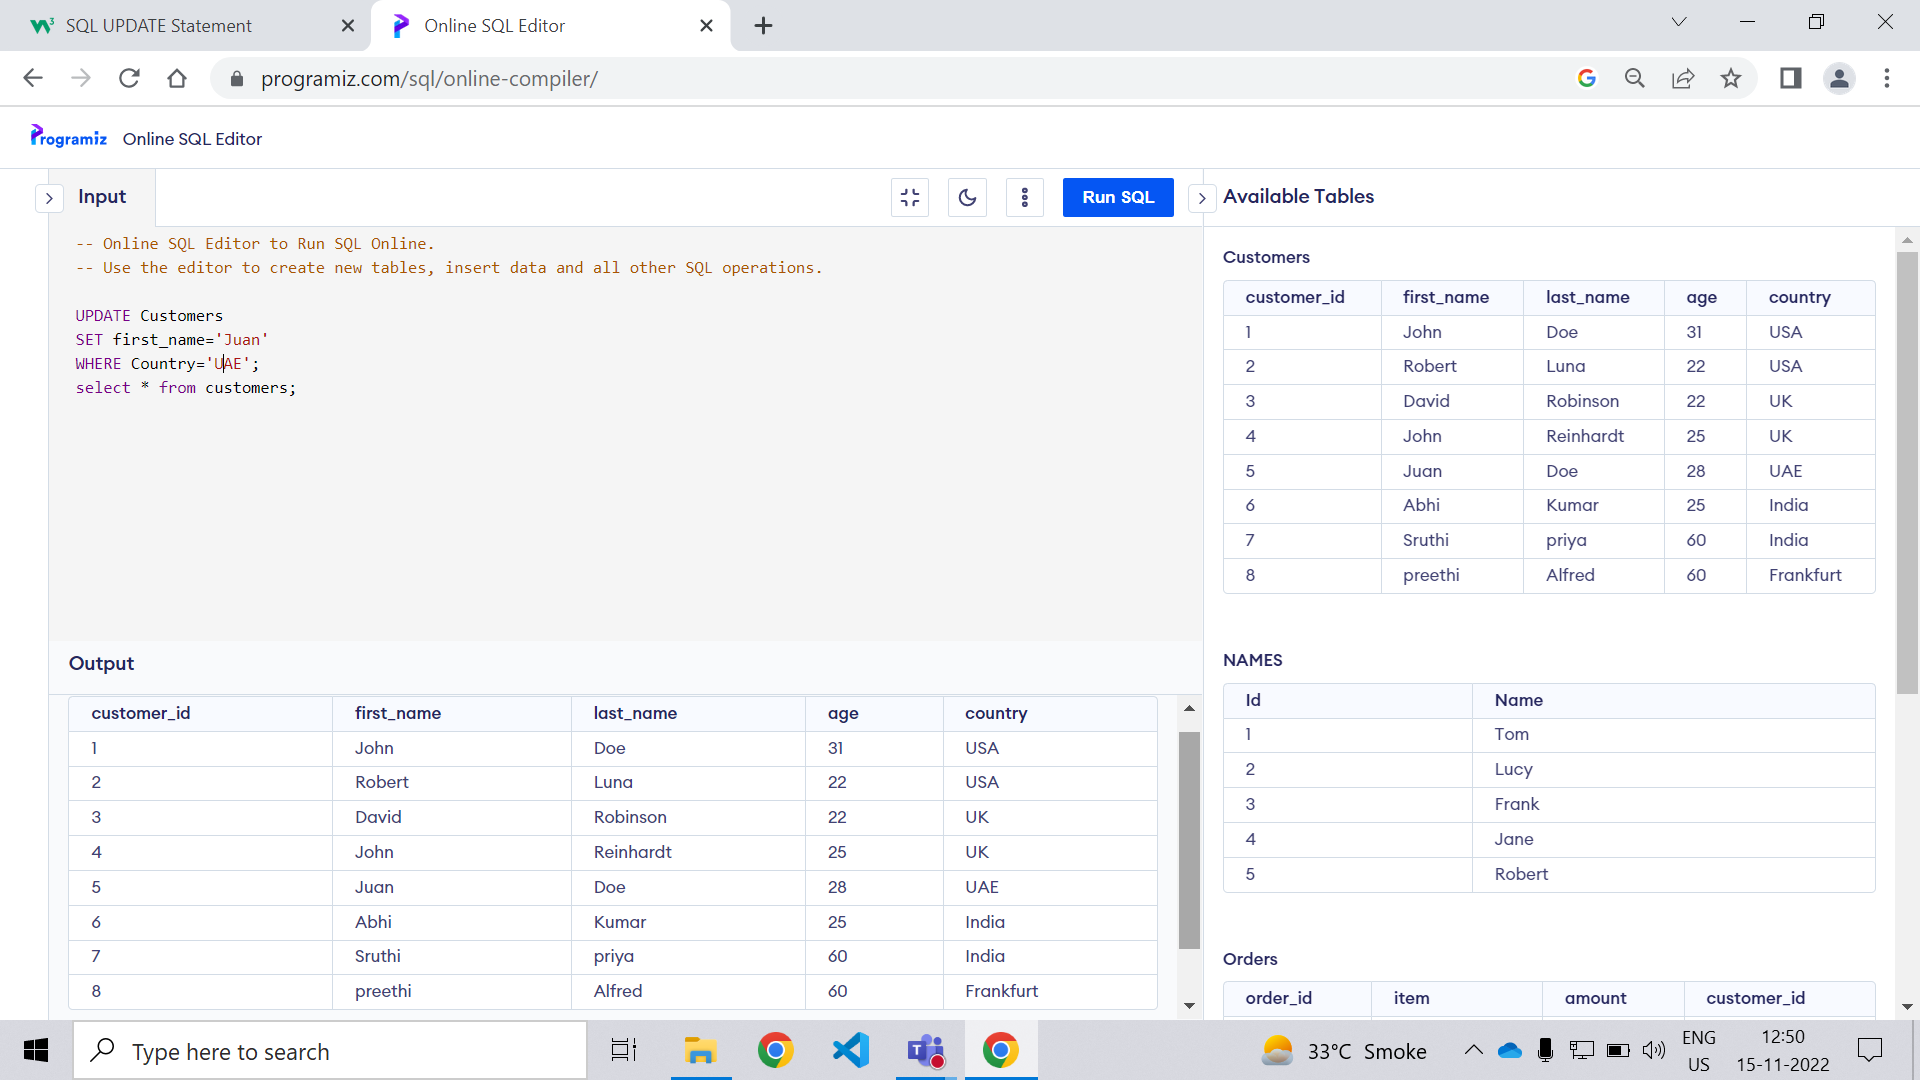 SQL UPDATE Statement
Online SQL Editor
programiz.com/sql/online-compiler/
Programiz Online SQL Editor
Input
Run SQL
-- Online SQL Editor to Run SQL Online.
-- Use the editor to create new tables, insert data and all other SQL operations.
UPDATE Customers
SET first_name='Juan'
WHERE Country='UAE';
select * from customers;
Output
customer_id first_name last_name age country
1 John Doe 31 USA
2 Robert Luna 22 USA
3 David Robinson 22 UK
4 John Reinhardt 25 UK
5 Juan Doe 28 UAE
6 Abhi Kumar 25 India
7 Sruthi priya 60 India
8 preethi Alfred 60 Frankfurt
Available Tables
Customers
customer_id first_name last_name age country
1 John Doe 31 USA
2 Robert Luna 22 USA
3 David Robinson 22 UK
4 John Reinhardt 25 UK
5 Juan Doe 28 UAE
6 Abhi Kumar 25 India
7 Sruthi priya 60 India
8 preethi Alfred 60 Frankfurt
NAMES
Id Name
1 Tom
2 Lucy
3 Frank
4 Jane
5 Robert
Orders
order_id item amount customer_id
Type here to search
33°C Smoke
ENG
US
12:50
15-11-2022